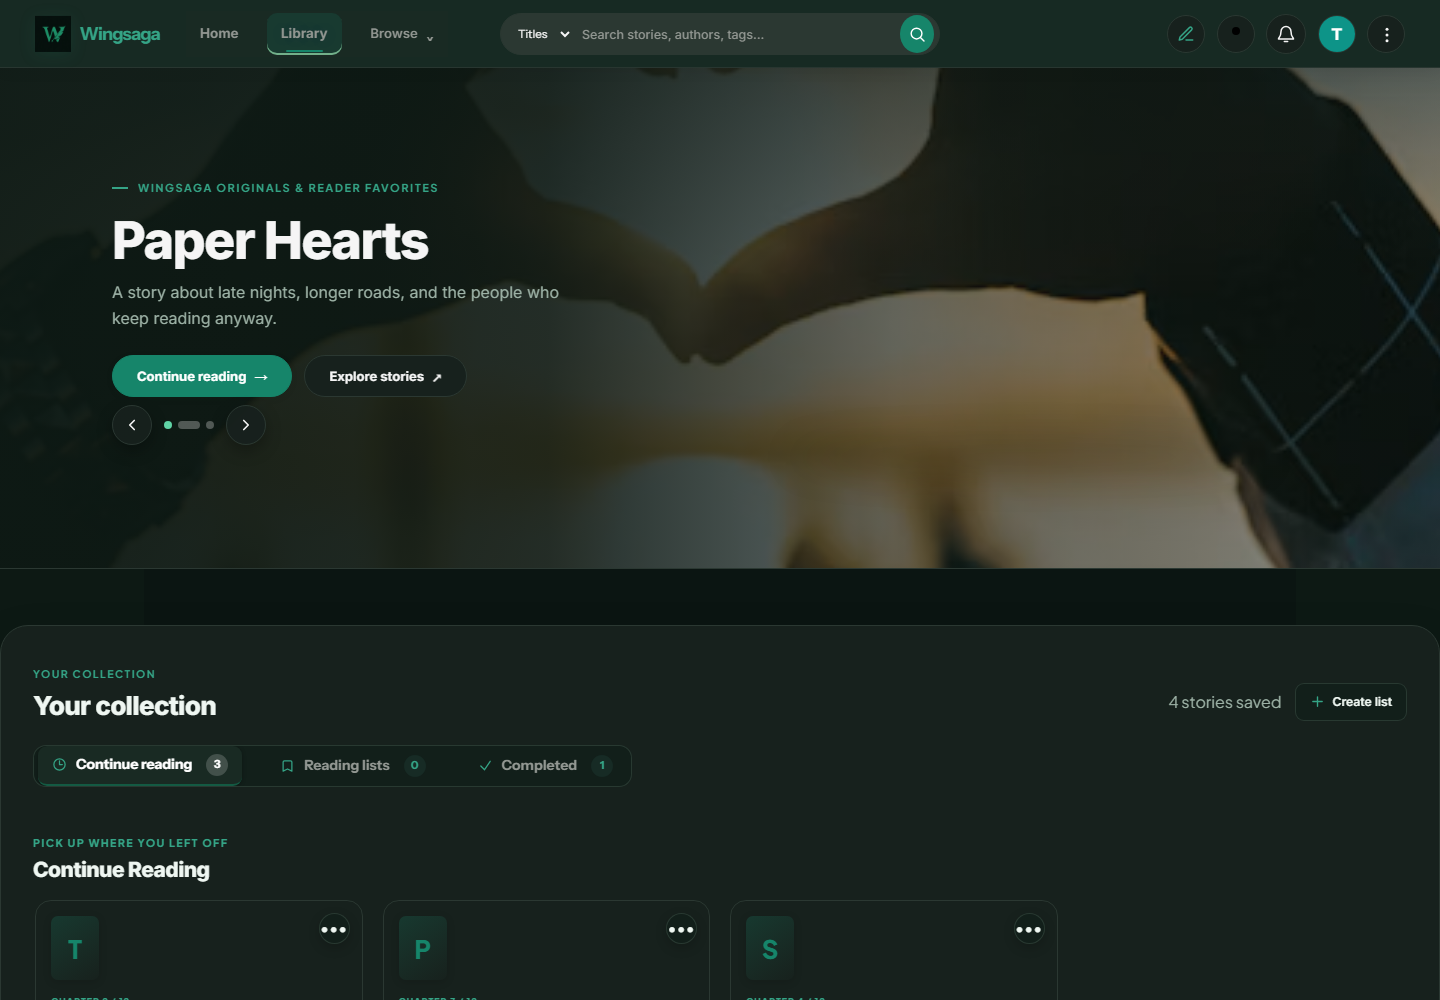 W Wingsaga Home Library Browse Titles Search stories, authors, tags... T
WINGSAGA ORIGINALS & READER FAVORITES
Paper Hearts
A story about late nights, longer roads, and the people who
keep reading anyway.
Continue reading → Explore stories ↗
YOUR COLLECTION
Your collection
4 stories saved + Create list
Continue reading 3 Reading lists 0 Completed 1
PICK UP WHERE YOU LEFT OFF
Continue Reading
T P S